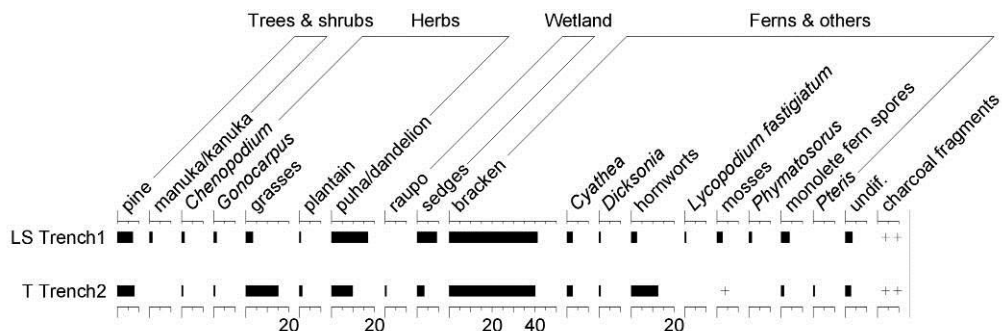 Trees & shrubs
Herbs
Wetland
Ferns & others
pine
manuka/kanuka
Chenopodium
Gonocarpus
grasses
plantain
puha/dandelion
raupo
sedges
bracken
Cyathea
Dicksonia
hornworts
Lycopodium fastigiatum
mosses
Phymatosorus
monolete fern spores
Pteris
undif.
charcoal fragments
LS Trench1 + +
T Trench2 + + +
20 20 20 40 20